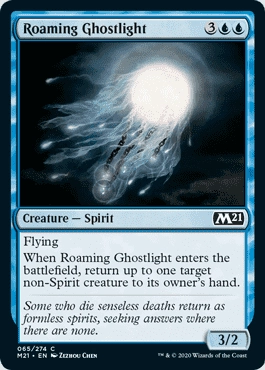 Roaming Ghostlight 3
Creature — Spirit M21
Flying
When Roaming Ghostlight enters the
battlefield, return up to one target
non-Spirit creature to its owner's hand.
Some who die senseless deaths return as
formless spirits, seeking answers where
there are none.
3/2
065/274 C
M21 • EN Zezhou Chen
™ & © 2020 Wizards of the Coast